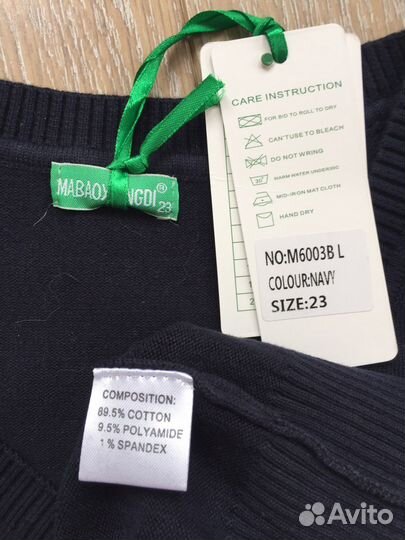 CARE INSTRUCTION
FOR BID TO ROLL TO DRY
CAN'TUSE TO BLEACH
DO NOT WRING
30°
WARM WATER UNDER30C
MID-IRON MAT CLOTH
HAND DRY
NO:M6003B L
COLOUR:NAVY
SIZE:23
NGDI®
23
COMPOSITION:
89.5% COTTON
9.5% POLYAMIDE
1% SPANDEX
Avito